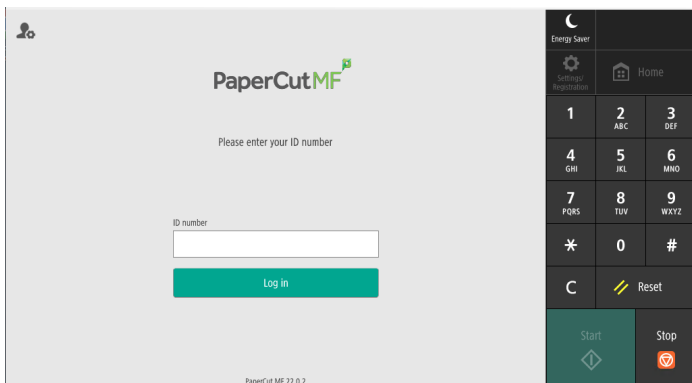 PaperCutMF
Please enter your ID number
ID number
Log in
PaperCut MF 22.0.2
Energy Saver
Settings/
Registration
Home
1
2
ABC
3
DEF
4
GHI
5
JKL
6
MNO
7
PQRS
8
TUV
9
WXYZ
*
0
#
C
Reset
Start
Stop